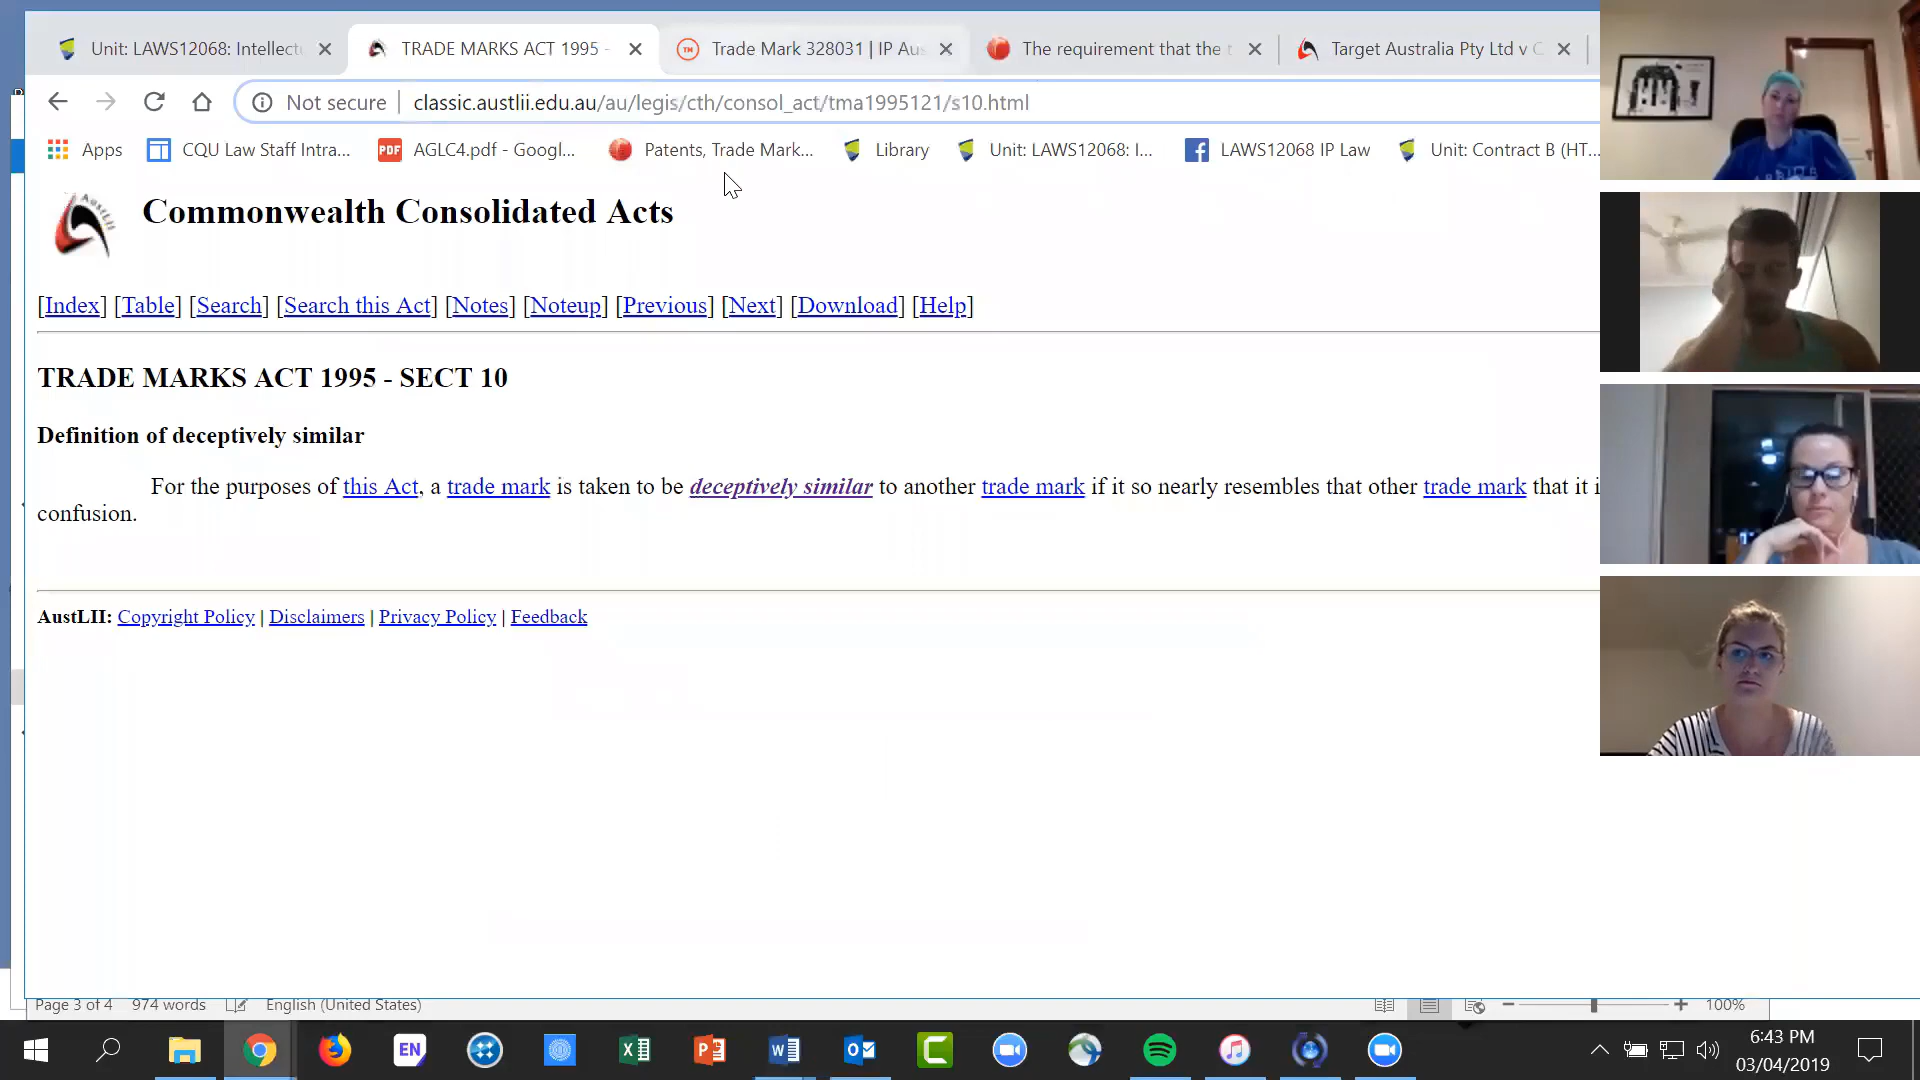 Unit: LAWS12068: Intellect
TRADE MARKS ACT 1995 -
Trade Mark 328031 | IP Aus
The requirement that the t
Target Australia Pty Ltd v C
Not secure | classic.austlii.edu.au/au/legis/cth/consol_act/tma1995121/s10.html
Apps
CQU Law Staff Intra...
PDF
AGLC4.pdf - Googl...
Patents, Trade Mark...
Library
Unit: LAWS12068: I...
LAWS12068 IP Law
Unit: Contract B (HT...
AustLII
Commonwealth Consolidated Acts
[Index] [Table] [Search] [Search this Act] [Notes] [Noteup] [Previous] [Next] [Download] [Help]
TRADE MARKS ACT 1995 - SECT 10
Definition of deceptively similar
For the purposes of this Act, a trade mark is taken to be deceptively similar to another trade mark if it so nearly resembles that other trade mark that it i
confusion.
AustLII: Copyright Policy | Disclaimers | Privacy Policy | Feedback
Page 3 of 4 974 words English (United States) 100%
EN
6:43 PM
03/04/2019